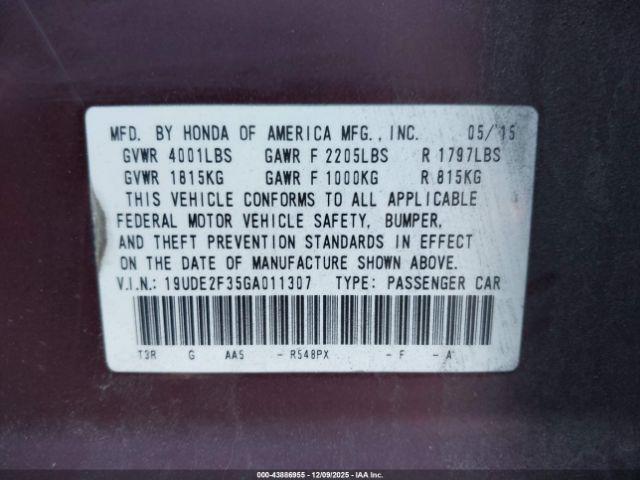 MFD. BY HONDA OF AMERICA MFG., INC. 05/15
GVWR 4001LBS GAWR F 2205LBS R 1797LBS
GVWR 1815KG GAWR F 1000KG R 815KG
THIS VEHICLE CONFORMS TO ALL APPLICABLE
FEDERAL MOTOR VEHICLE SAFETY, BUMPER,
AND THEFT PREVENTION STANDARDS IN EFFECT
ON THE DATE OF MANUFACTURE SHOWN ABOVE.
V.I.N.: 19UDE2F35GA011307 TYPE: PASSENGER CAR
T3R G AA5 - R548PX - F - A
000-43886955 - 12/09/2025 - IAA Inc.